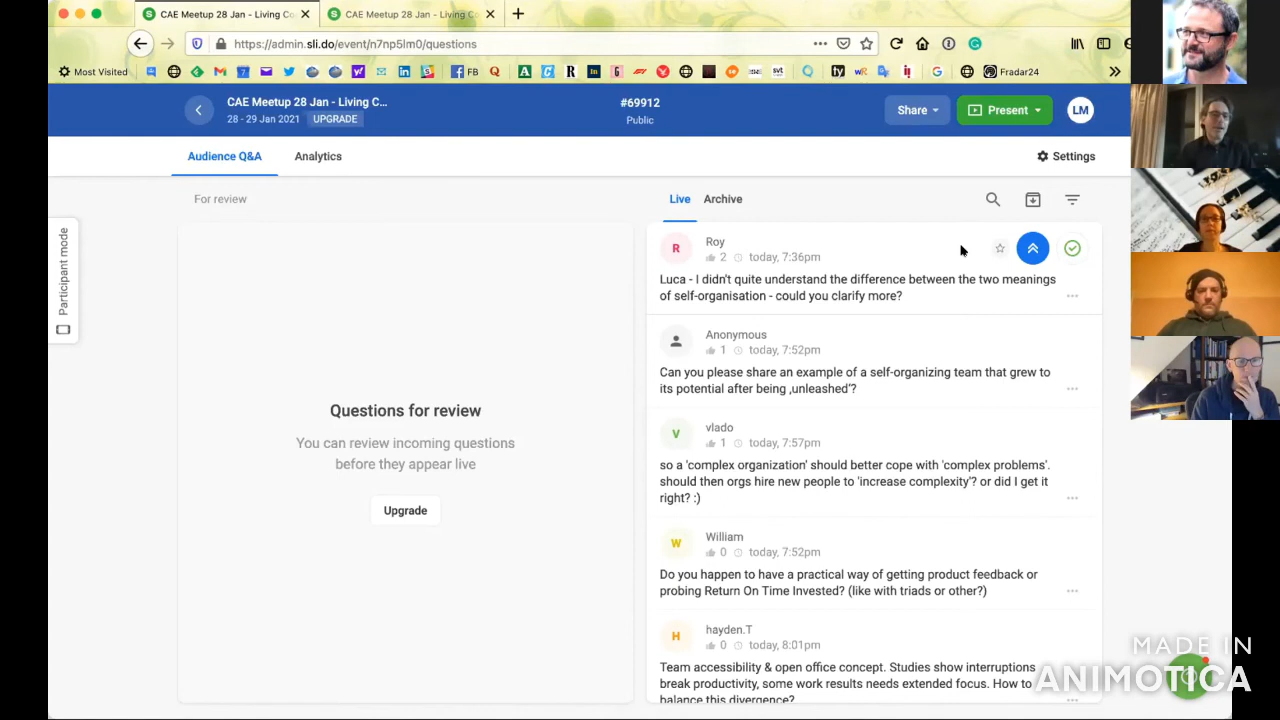 CAE Meetup 28 Jan - Living Co
CAE Meetup 28 Jan - Living Co
https://admin.sli.do/event/n7np5lm0/questions
Most Visited
FB
Fradar24
CAE Meetup 28 Jan - Living C...
28 - 29 Jan 2021 UPGRADE
#69912
Public
Share
Present
LM
Audience Q&A
Analytics
Settings
Participant mode
For review
Live
Archive
Questions for review
You can review incoming questions
before they appear live
Upgrade
R
Roy
2 today, 7:36pm
Luca - I didn't quite understand the difference between the two meanings
of self-organisation - could you clarify more?
Anonymous
1 today, 7:52pm
Can you please share an example of a self-organizing team that grew to
its potential after being ‚unleashed‘?
V
vlado
1 today, 7:57pm
so a 'complex organization' should better cope with 'complex problems'.
should then orgs hire new people to 'increase complexity'? or did I get it
right? :)
W
William
0 today, 7:52pm
Do you happen to have a practical way of getting product feedback or
probing Return On Time Invested? (like with triads or other?)
H
hayden.T
0 today, 8:01pm
Team accessibility & open office concept. Studies show interruptions
break productivity, some work results needs extended focus. How to
balance this divergence?
MADE IN
ANIMOTICA